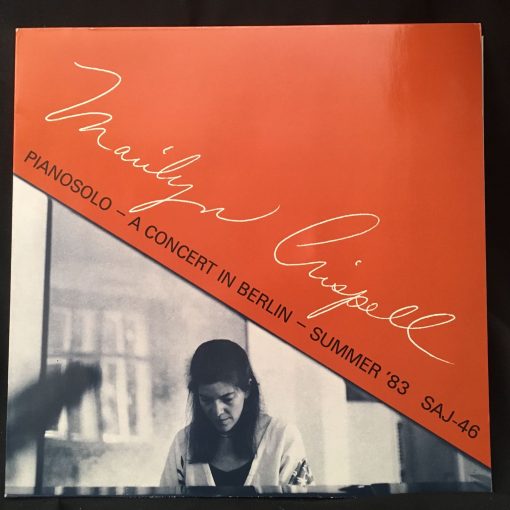 Marilyn Crispell
PIANOSOLO – A CONCERT IN BERLIN – SUMMER '83 SAJ-46